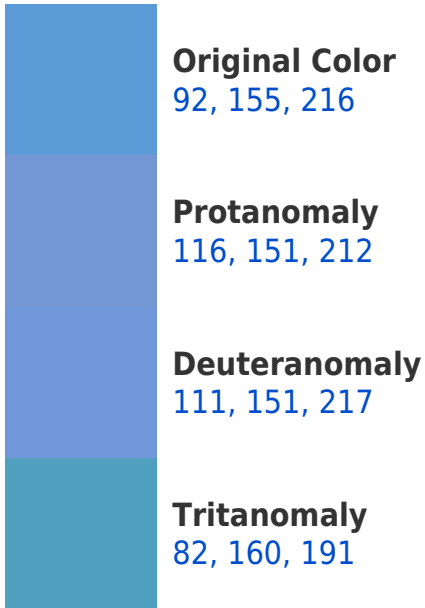 Original Color
92, 155, 216
Protanomaly
116, 151, 212
Deuteranomaly
111, 151, 217
Tritanomaly
82, 160, 191